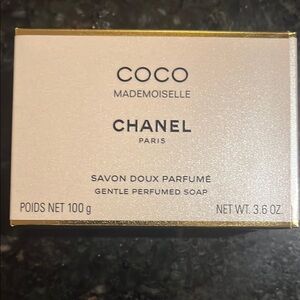 COCO
MADEMOISELLE
CHANEL
PARIS
SAVON DOUX PARFUMÉ
GENTLE PERFUMED SOAP
POIDS NET 100 g NET WT. 3.6 OZ.